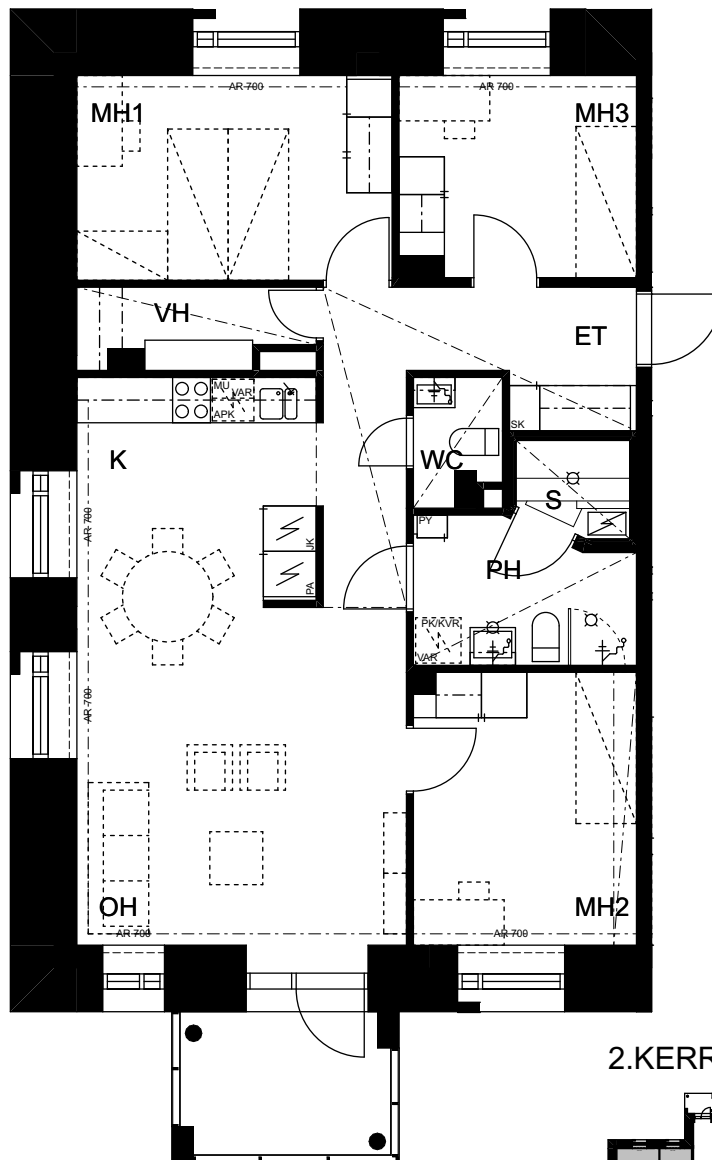 AR 700
AR 700
MH1
MH3
VH
ET
MU
VAR
APK
SK
K
WC
S
AR 700
JK
PY
PH
PA
PK/KVR
VAR
AR 700
OH
MH2
AR 700
AR 700
2.KERR